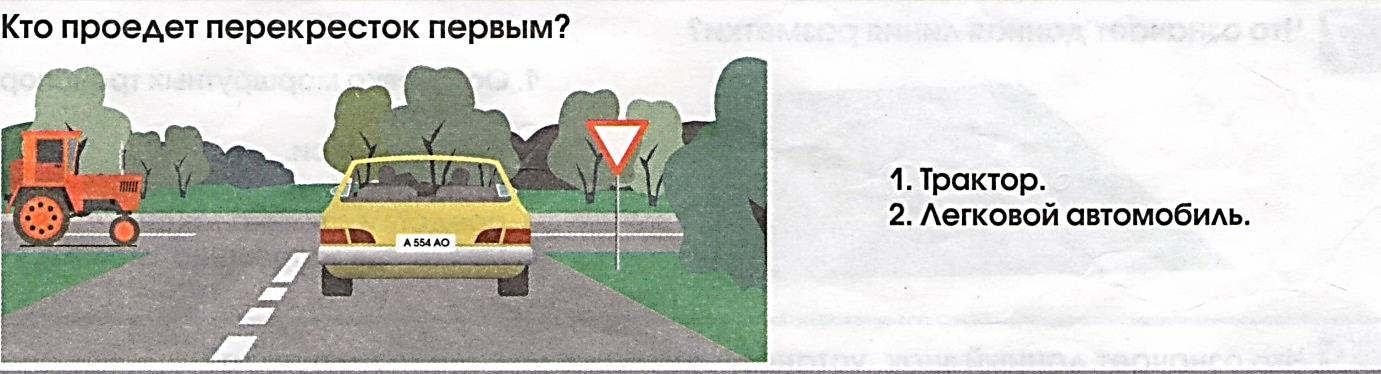 Кто проедет перекресток первым?
А 554 АО
1. Трактор.
2. Легковой автомобиль.